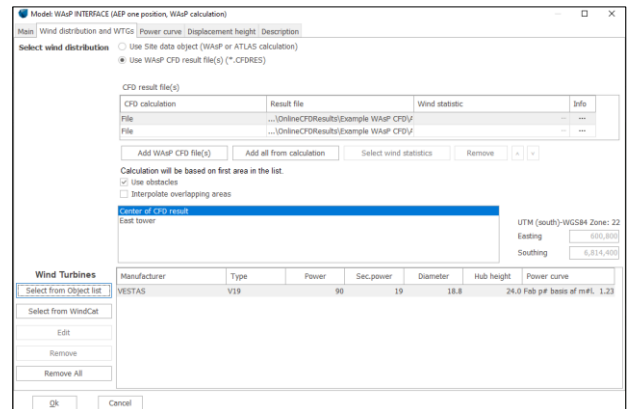 Model: WAsP INTERFACE (AEP one position, WAsP calculation)
Main Wind distribution and WTGs Power curve Displacement height Description
Select wind distribution Use Site data object (WAsP or ATLAS calculation)
Use WAsP CFD result file(s) (*.CFDRES)
CFD result file(s)
CFD calculation Result file Wind statistic Info
File ...\OnlineCFDResults\Example WAsP CFD\A ... ...
File ...\OnlineCFDResults\Example WAsP CFD\A ... ...
Add WAsP CFD file(s) Add all from calculation Select wind statistics Remove
Calculation will be based on first area in the list.
Use obstacles
Interpolate overlapping areas
Center of CFD result
East tower
UTM (south)-WGS84 Zone: 22
Easting 600,800
Southing 6,814,400
Wind Turbines Manufacturer Type Power Sec.power Diameter Hub height Power curve
Select from Object list VESTAS V19 90 19 18.8 24.0 Fab p# basis af m#l. 1.23
Select from WindCat
Edit
Remove
Remove All
Ok Cancel